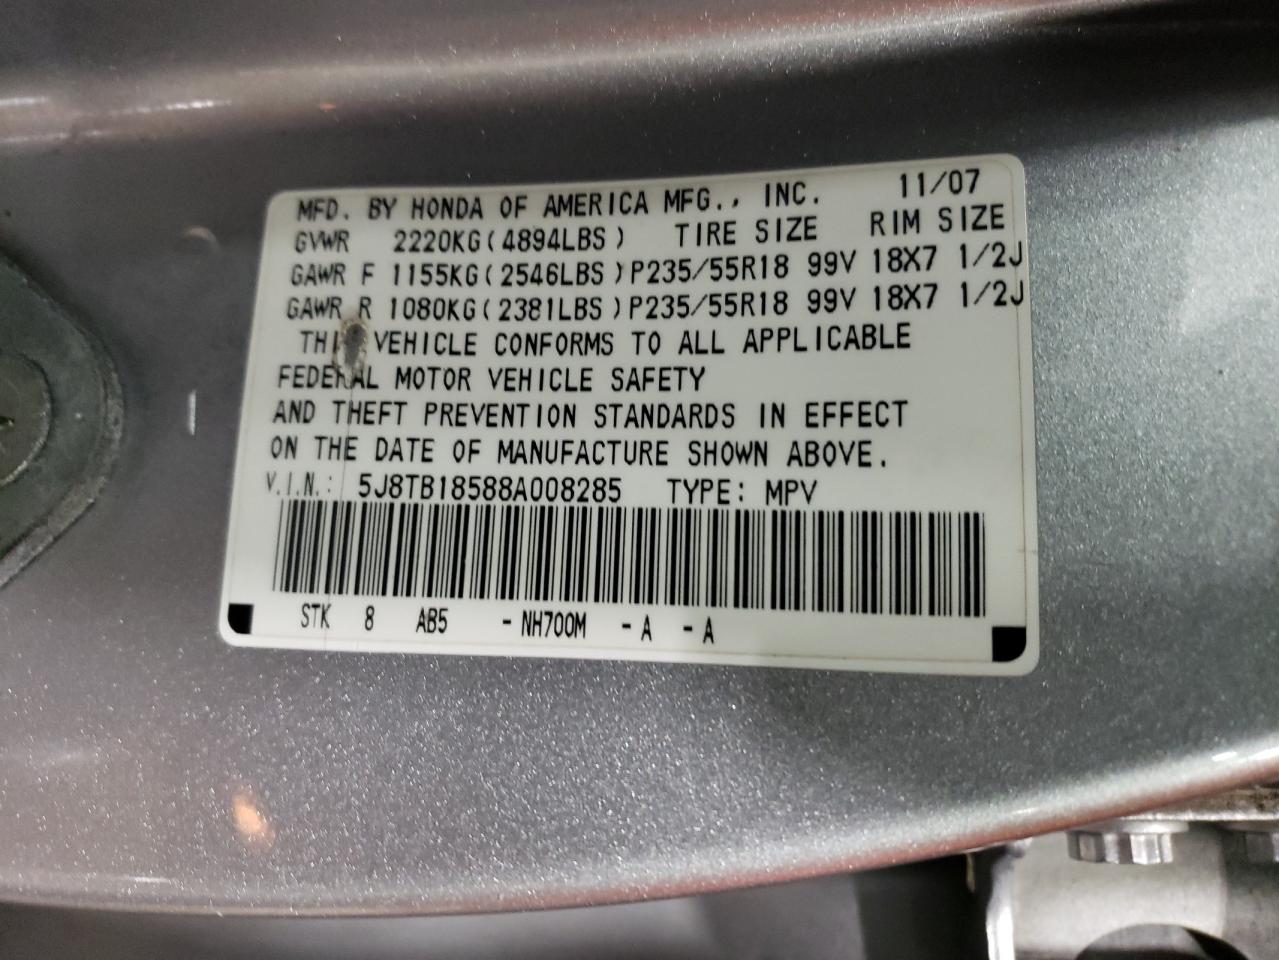 MFD. BY HONDA OF AMERICA MFG., INC. 11/07
GVWR 2220KG(4894LBS) TIRE SIZE RIM SIZE
GAWR F 1155KG(2546LBS)P235/55R18 99V 18X7 1/2J
GAWR R 1080KG(2381LBS)P235/55R18 99V 18X7 1/2J
THIS VEHICLE CONFORMS TO ALL APPLICABLE
FEDERAL MOTOR VEHICLE SAFETY
AND THEFT PREVENTION STANDARDS IN EFFECT
ON THE DATE OF MANUFACTURE SHOWN ABOVE.
V.I.N.: 5J8TB18588A008285 TYPE: MPV
STK 8 AB5 -NH700M -A -A